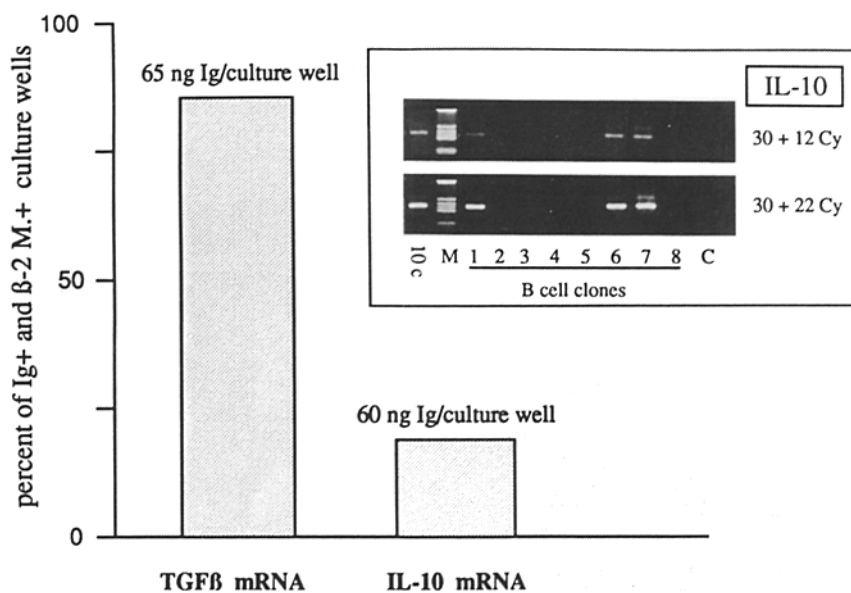 percent of Ig+ and ß-2 M.+ culture wells
100
50
0
65 ng Ig/culture well
60 ng Ig/culture well
TGFß mRNA
IL-10 mRNA
IL-10
30 + 12 Cy
30 + 22 Cy
10 c M 1 2 3 4 5 6 7 8 C
B cell clones